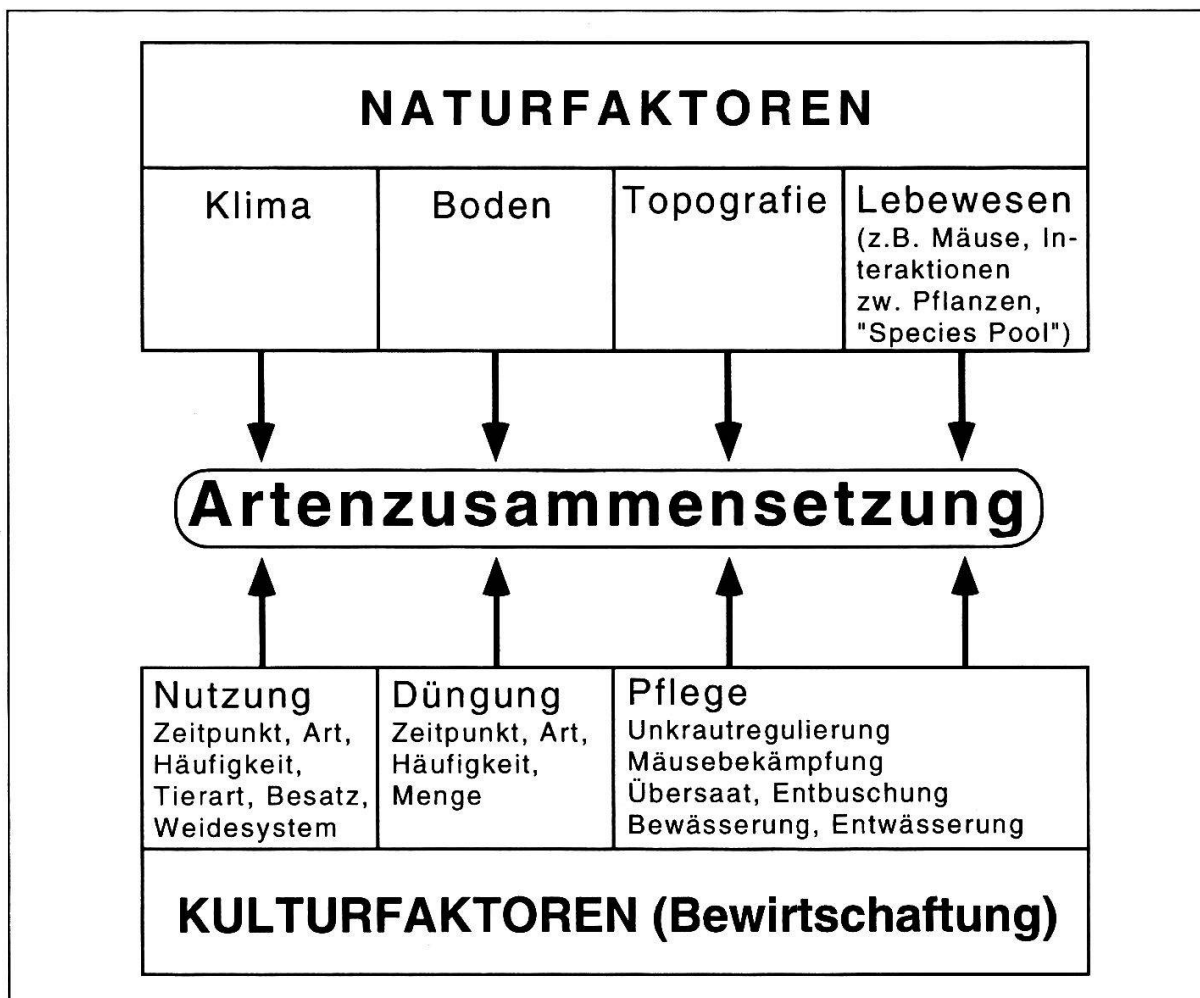 NATURFAKTOREN
Klima
Boden
Topografie
Lebewesen
(z.B. Mäuse, In-
teraktionen
zw. Pflanzen,
"Species Pool")
Artenzusammensetzung
Nutzung
Zeitpunkt, Art,
Häufigkeit,
Tierart, Besatz,
Weidesystem
Düngung
Zeitpunkt, Art,
Häufigkeit,
Menge
Pflege
Unkrautregulierung
Mäusebekämpfung
Übersaat, Entbuschung
Bewässerung, Entwässerung
KULTURFAKTOREN (Bewirtschaftung)